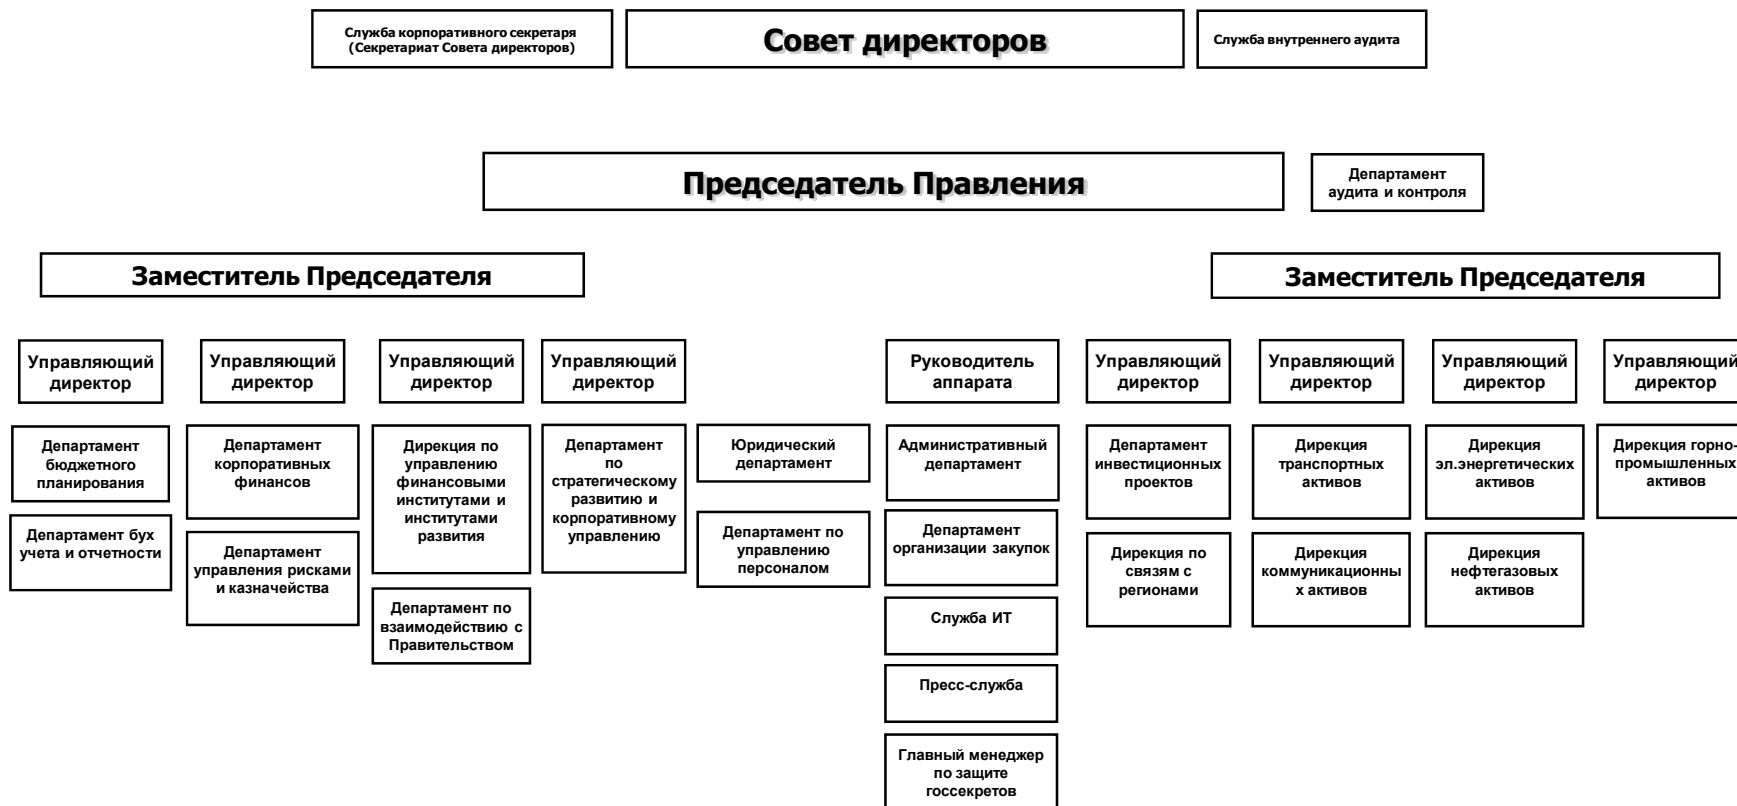 Служба корпоративного секретаря
(Секретариат Совета директоров)
Совет директоров
Служба внутреннего аудита
Председатель Правления
Департамент
аудита и контроля
Заместитель Председателя
Заместитель Председателя
Управляющий
директор
Управляющий
директор
Управляющий
директор
Управляющий
директор
Руководитель
аппарата
Управляющий
директор
Управляющий
директор
Управляющий
директор
Управляющий
директор
Департамент
бюджетного
планирования
Департамент бух
учета и отчетности
Департамент
корпоративных
финансов
Департамент
управления рисками
и казначейства
Дирекция по
управлению
финансовыми
институтами и
институтами
развития
Департамент по
взаимодействию с
Правительством
Департамент
по
стратегическому
развитию и
корпоративному
управлению
Юридический
департамент
Департамент по
управлению
персоналом
Административный
департамент
Департамент
организации закупок
Служба ИТ
Пресс-служба
Главный менеджер
по защите
госсекретов
Департамент
инвестиционных
проектов
Дирекция по
связям с
регионами
Дирекция
транспортных
активов
Дирекция
коммуникационны
х активов
Дирекция
эл.энергетических
активов
Дирекция
нефтегазовых
активов
Дирекция горно-
промышленных
активов